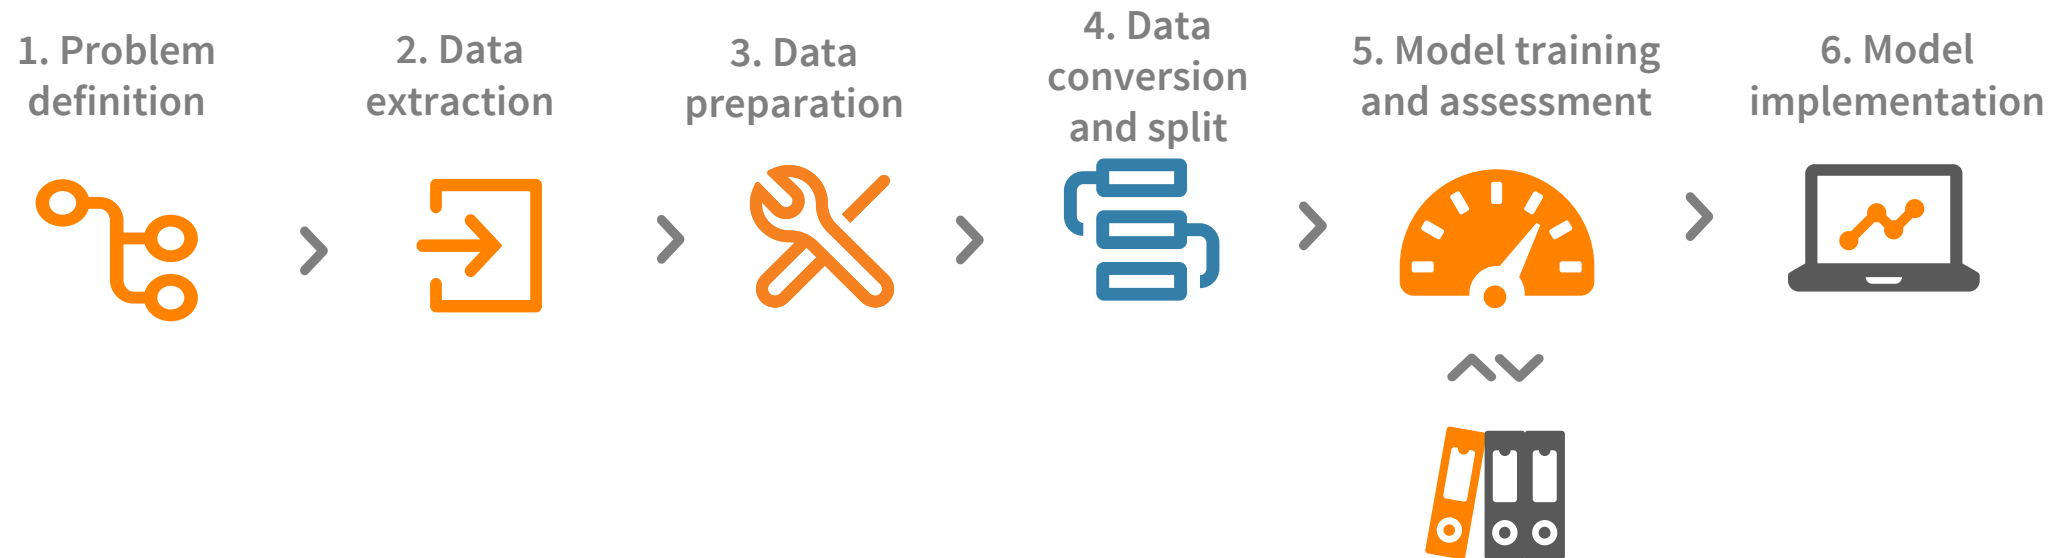 1. Problem
definition
2. Data
extraction
3. Data
preparation
4. Data
conversion
and split
5. Model training
and assessment
6. Model
implementation